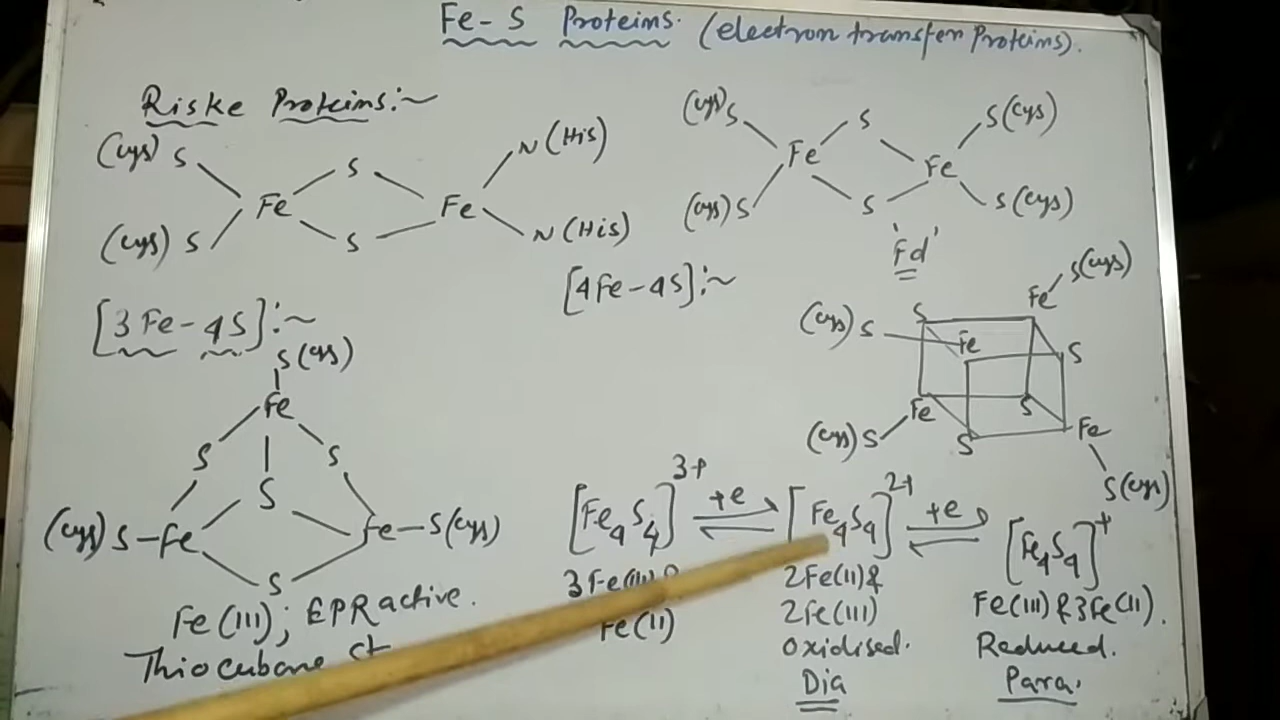 Fe-S Proteins. (electron transfer Proteins).
Riske Proteins:~
(cys) S
S
N(His)
Fe
Fe
(cys) S
S
N(His)
(cys)S
S
S(cys)
Fe
Fe
(cys)S
S
S(cys)
'Fd'
[3Fe-4S]:~
S(cys)
Fe
S
S
S
(cys) S-Fe
Fe-S(cys)
S
Fe(III); EPR active.
Thiocubane st
[4Fe-4S]:~
S(cys)
Fe
S
(cys) S
Fe
S
Fe
S
(cys) S
S
Fe
S(cys)
[Fe4S4]3+ +e [Fe4S4]2+ +e [Fe4S4]+
3Fe(III)&
Fe(II)
2Fe(II)&
2Fe(III)
Oxidised.
Dia
Fe(III)&3Fe(II).
Reduced.
Para.